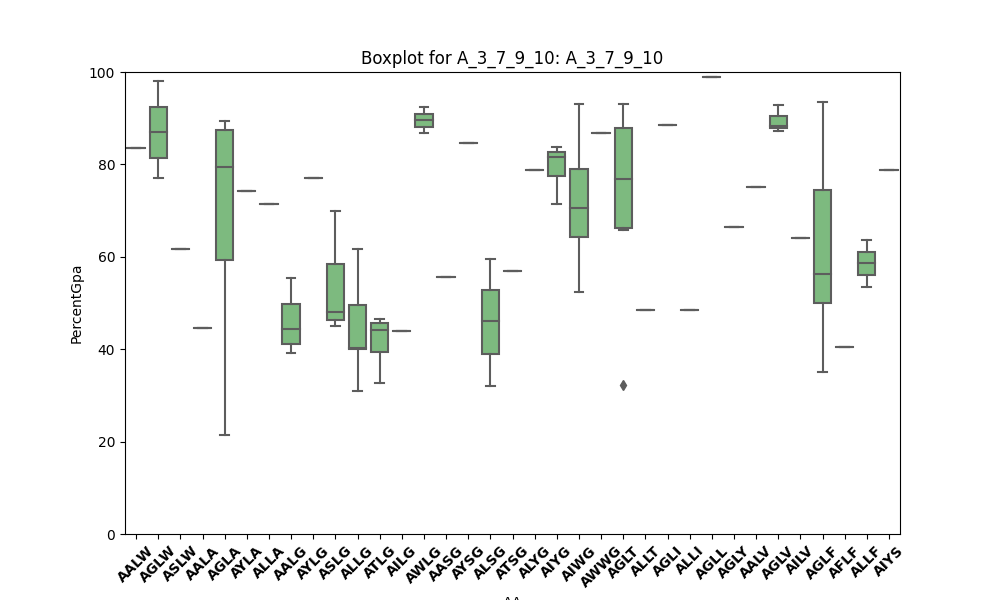 Boxplot for A_3_7_9_10: A_3_7_9_10
100
80
60
40
20
0
PercentGpa
AALW AGLW ASLW AALA AGLA AYLA ALLA AALG AYLG ASLG ALLG ATLG AILG AWLG AASG AYSG ALSG ATSG ALYG AIYG AIWG AWWG AGLT ALLT AGLI ALLI AGLL AGLY AALV AGLV AILV AGLF AFLF ALLF AIYS